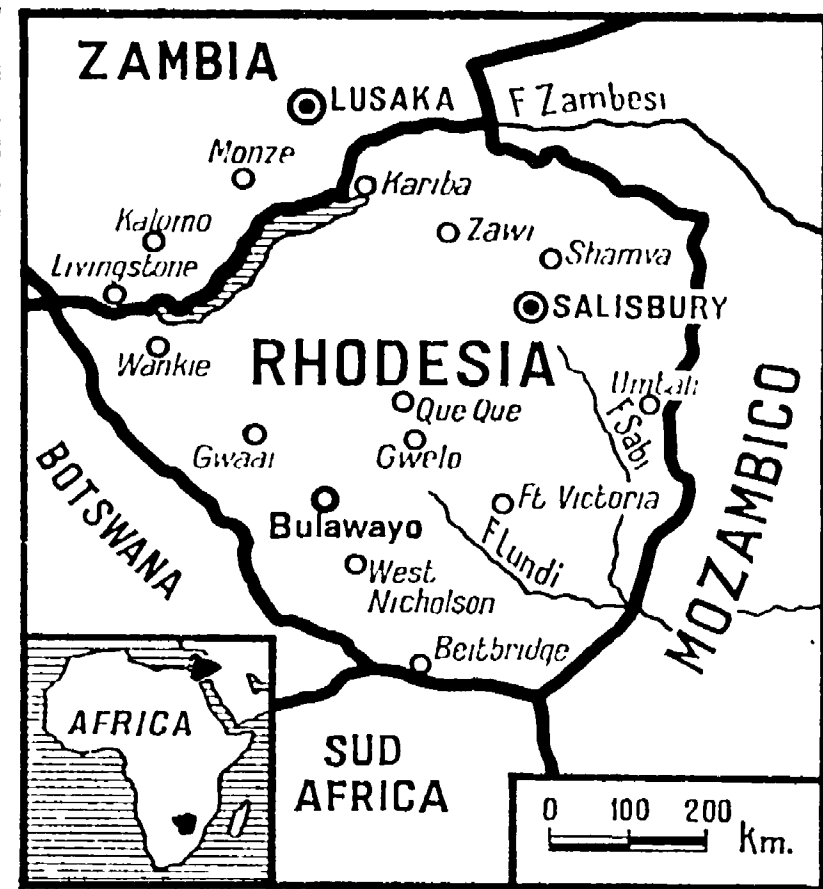 ZAMBIA
LUSAKA
F Zambesi
Monze
Kariba
Kalomo
Zawi
Livingstone
Shamva
SALISBURY
Wankie
RHODESIA
Umtali
Que Que
F Sabi
Gwaai
Gwelo
MOZAMBICO
BOTSWANA
Bulawayo
Ft. Victoria
F Lundi
West
Nicholson
Beitbridge
AFRICA
SUD
AFRICA
0 100 200
Km.